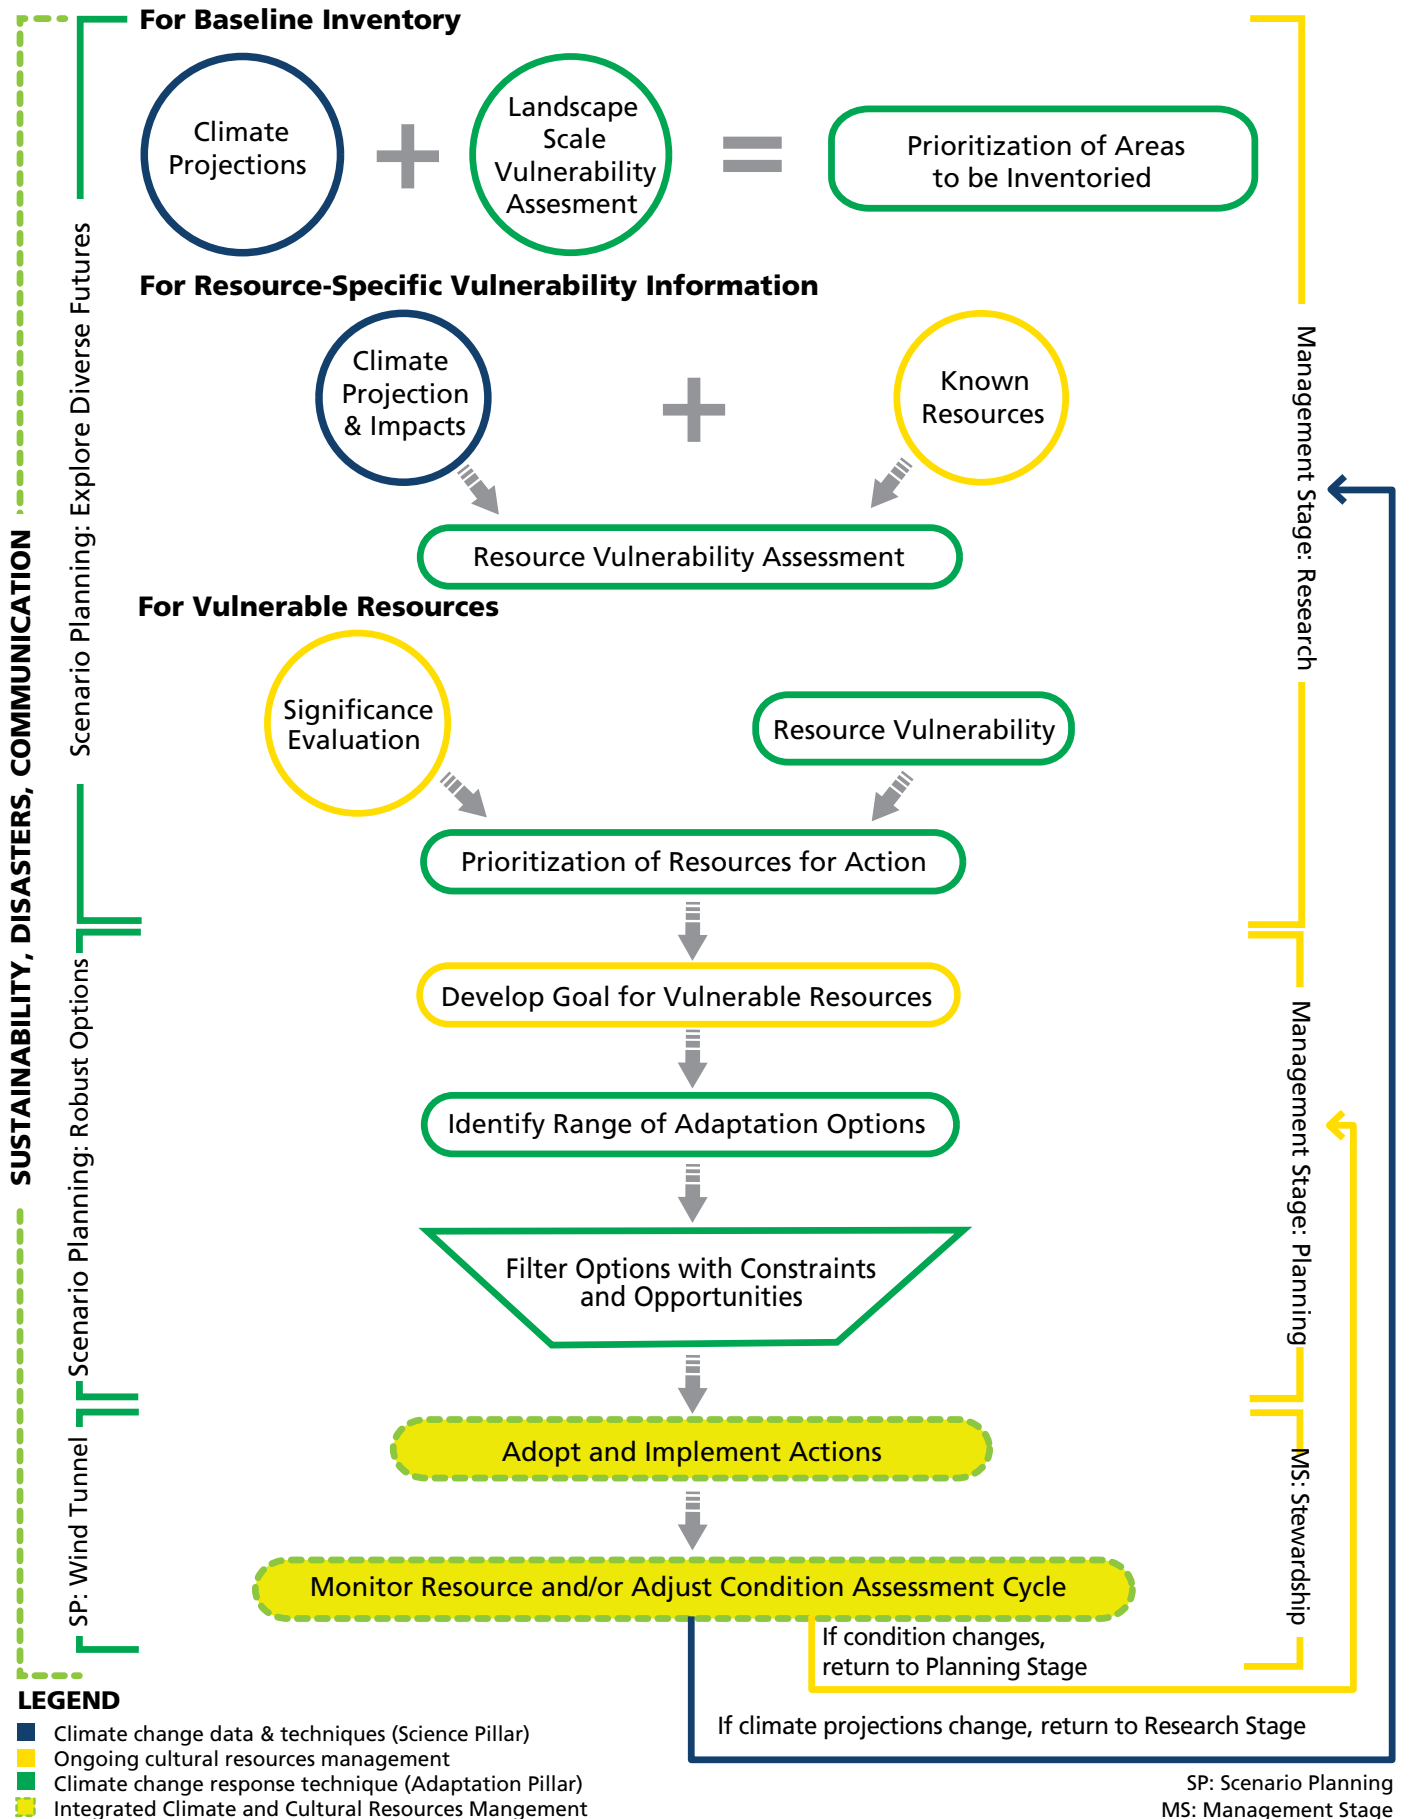 For Baseline Inventory
Climate
Projections
+
Landscape
Scale
Vulnerability
Assesment
=
Prioritization of Areas
to be Inventoried
For Resource-Specific Vulnerability Information
Climate
Projection
& Impacts
+
Known
Resources
Resource Vulnerability Assessment
For Vulnerable Resources
Significance
Evaluation
Resource Vulnerability
Prioritization of Resources for Action
Develop Goal for Vulnerable Resources
Identify Range of Adaptation Options
Filter Options with Constraints
and Opportunities
Adopt and Implement Actions
Monitor Resource and/or Adjust Condition Assessment Cycle
If condition changes,
return to Planning Stage
If climate projections change, return to Research Stage
SUSTAINABILITY, DISASTERS, COMMUNICATION
Scenario Planning: Explore Diverse Futures
Scenario Planning: Robust Options
SP: Wind Tunnel
Management Stage: Research
Management Stage: Planning
MS: Stewardship
LEGEND
Climate change data & techniques (Science Pillar)
Ongoing cultural resources management
Climate change response technique (Adaptation Pillar)
Integrated Climate and Cultural Resources Mangement
SP: Scenario Planning
MS: Management Stage